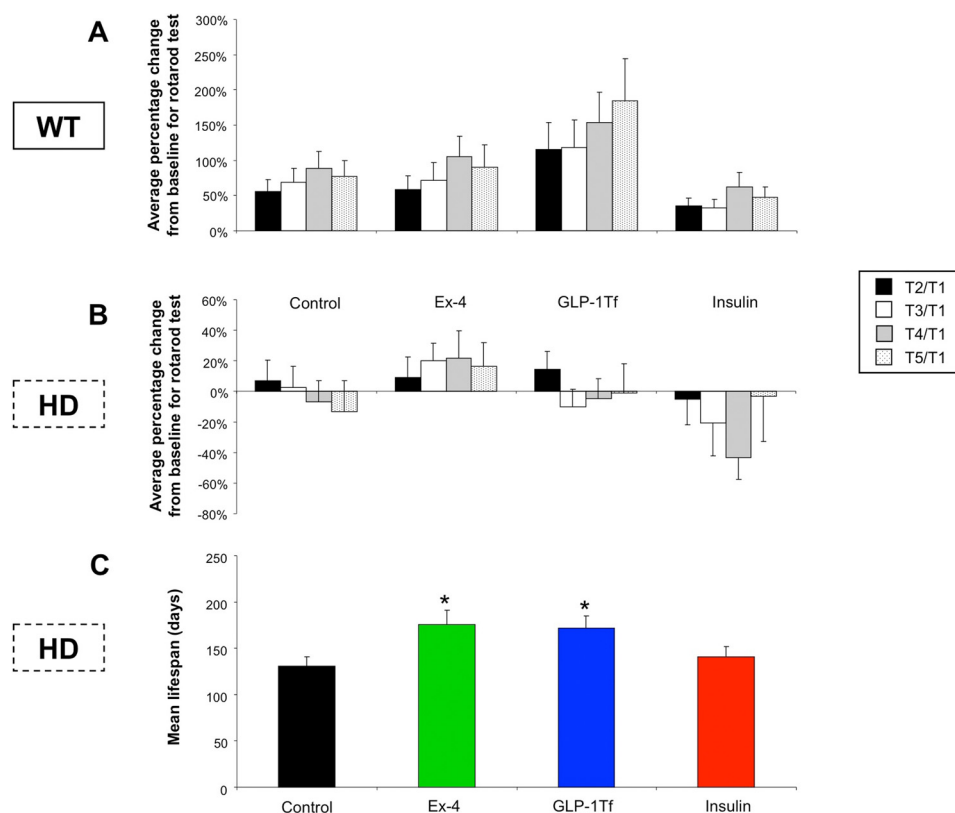 A
WT
Average percentage change
from baseline for rotarod test
300%
250%
200%
150%
100%
50%
0%
B
HD
Average percentage change
from baseline for rotarod test
Control
Ex-4
GLP-1Tf
Insulin
60%
40%
20%
0%
-20%
-40%
-60%
-80%
T2/T1
T3/T1
T4/T1
T5/T1
C
HD
Mean lifespan (days)
250
200
150
100
50
0
*
*
Control
Ex-4
GLP-1Tf
Insulin